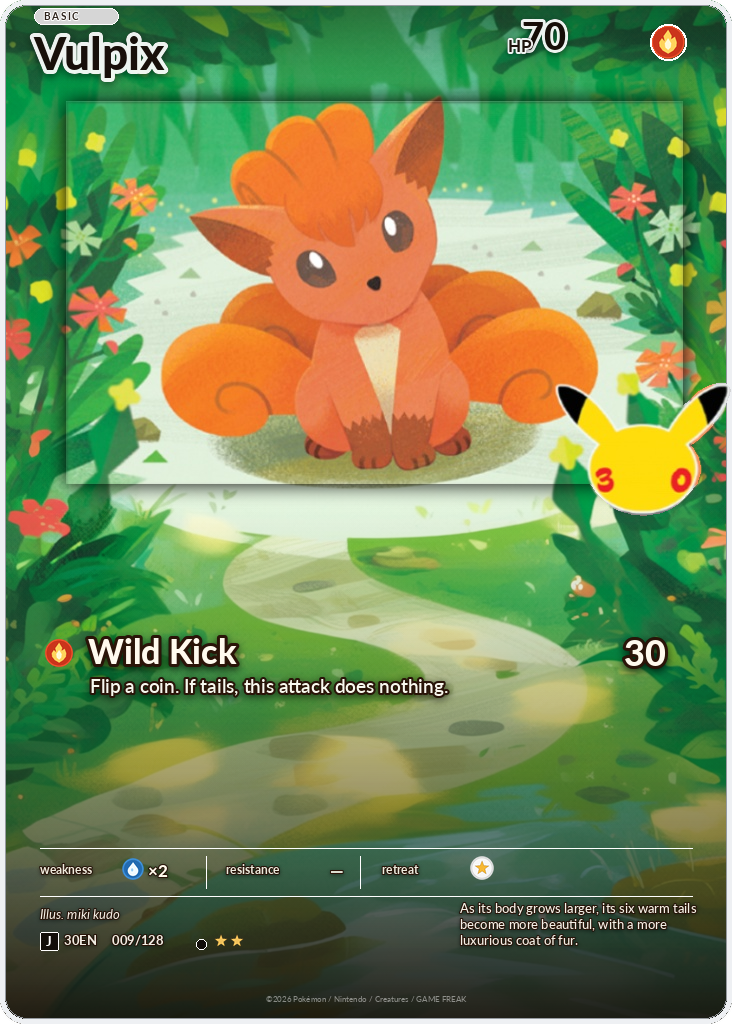 BASIC
Vulpix
HP70
30
Wild Kick 30
Flip a coin. If tails, this attack does nothing.
weakness ×2 resistance — retreat
Illus. miki kudo
As its body grows larger, its six warm tails
become more beautiful, with a more
luxurious coat of fur.
J 30EN 009/128 ★★
©2026 Pokémon / Nintendo / Creatures / GAME FREAK